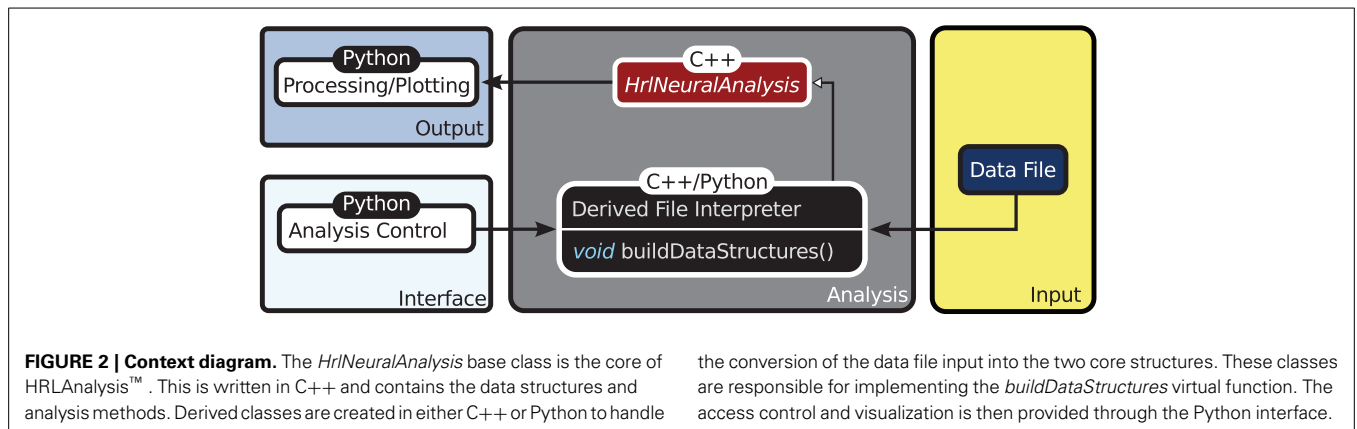 Python
Processing/Plotting
Output
C++
HrlNeuralAnalysis
Python
Analysis Control
Interface
C++/Python
Derived File Interpreter
void buildDataStructures()
Analysis
Data File
Input
FIGURE 2 | Context diagram. The HrlNeuralAnalysis base class is the core of
HRLAnalysis™ . This is written in C++ and contains the data structures and
analysis methods. Derived classes are created in either C++ or Python to handle
the conversion of the data file input into the two core structures. These classes
are responsible for implementing the buildDataStructures virtual function. The
access control and visualization is then provided through the Python interface.